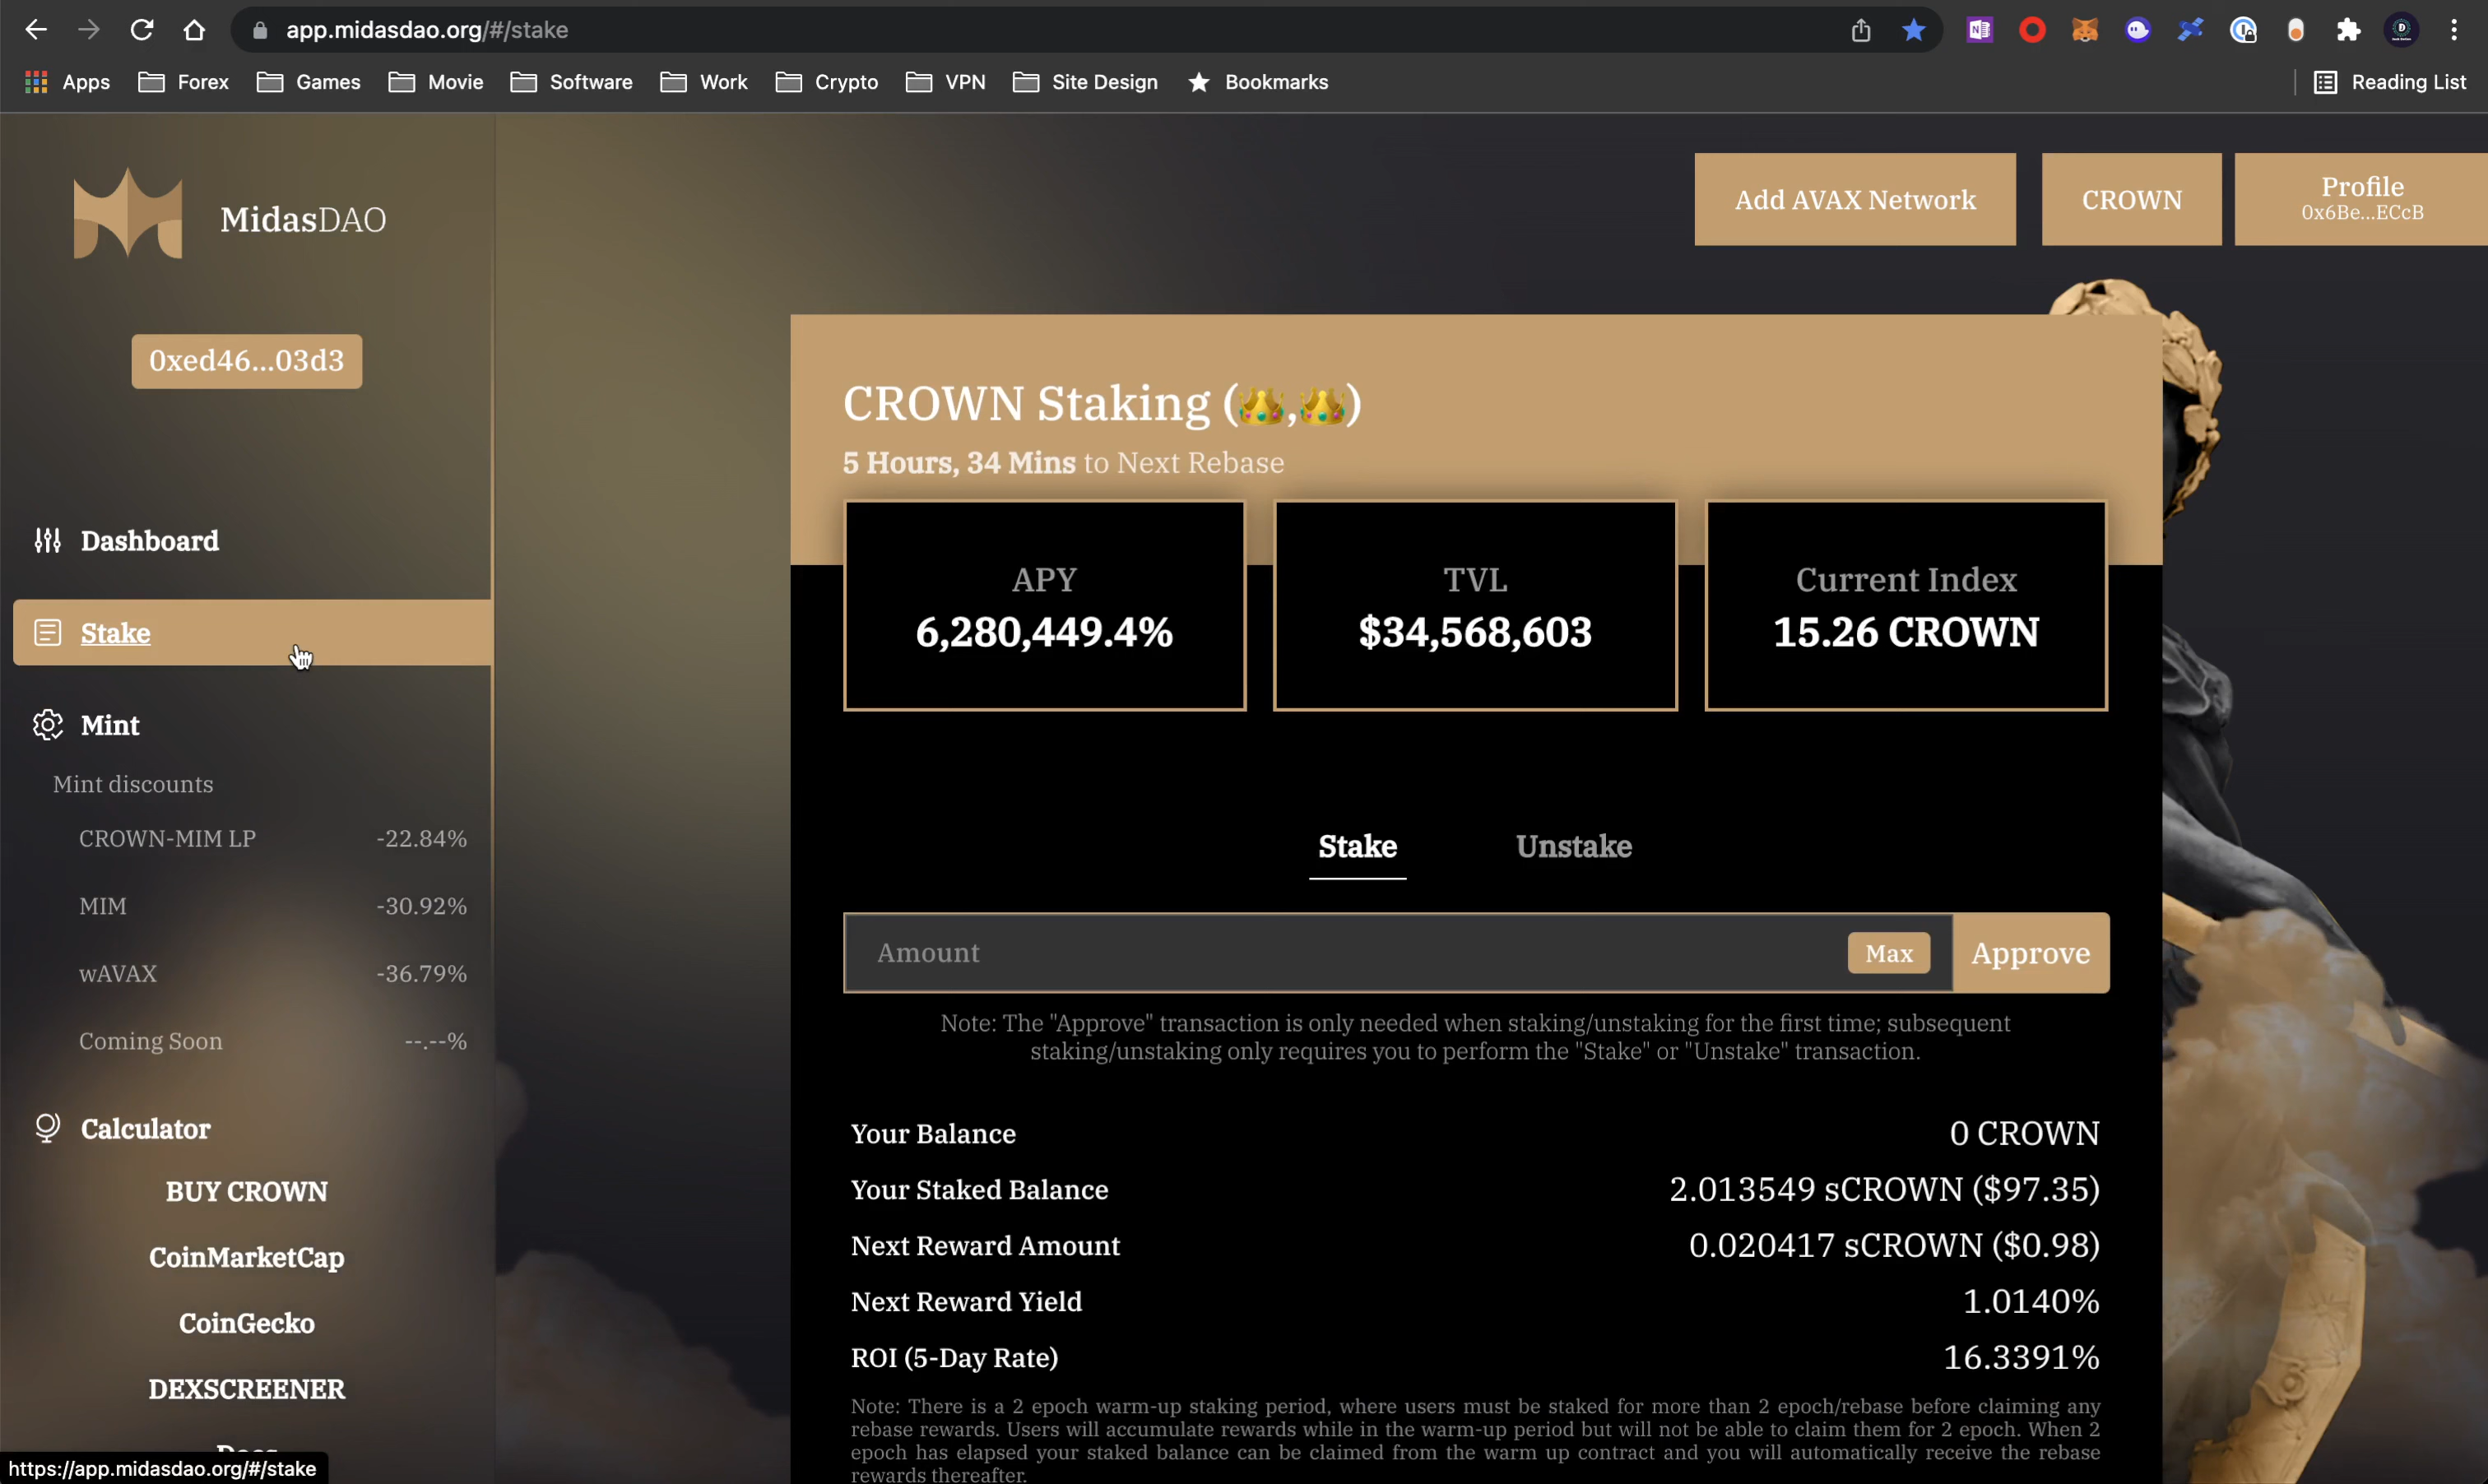 app.midasdao.org/#/stake
Apps Forex Games Movie Software Work Crypto VPN Site Design Bookmarks Reading List
MidasDAO
Add AVAX Network
CROWN
Profile
0x6Be...ECcB
0xed46...03d3
Dashboard
Stake
Mint
Mint discounts
CROWN-MIM LP -22.84%
MIM -30.92%
wAVAX -36.79%
Coming Soon --.--%
Calculator
BUY CROWN
CoinMarketCap
CoinGecko
DEXSCREENER
Docs
https://app.midasdao.org/#/stake
CROWN Staking (👑,👑)
5 Hours, 34 Mins to Next Rebase
APY
6,280,449.4%
TVL
$34,568,603
Current Index
15.26 CROWN
Stake Unstake
Amount Max Approve
Note: The "Approve" transaction is only needed when staking/unstaking for the first time; subsequent
staking/unstaking only requires you to perform the "Stake" or "Unstake" transaction.
Your Balance 0 CROWN
Your Staked Balance 2.013549 sCROWN ($97.35)
Next Reward Amount 0.020417 sCROWN ($0.98)
Next Reward Yield 1.0140%
ROI (5-Day Rate) 16.3391%
Note: There is a 2 epoch warm-up staking period, where users must be staked for more than 2 epoch/rebase before claiming any
rebase rewards. Users will accumulate rewards while in the warm-up period but will not be able to claim them for 2 epoch. When 2
epoch has elapsed your staked balance can be claimed from the warm up contract and you will automatically receive the rebase
rewards thereafter.